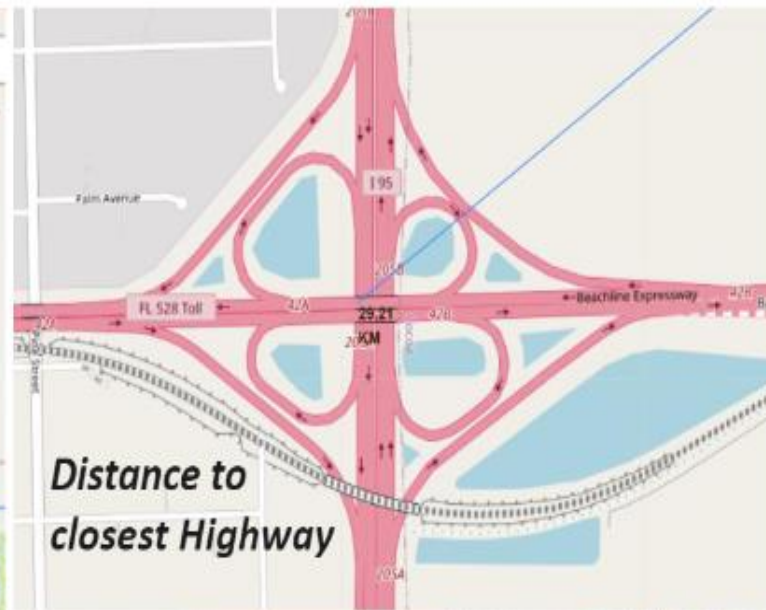 I 95
Palm Avenue
205B
FL 528 Toll
42A
Beachline Expressway
42B
29.21
42B
KM
Distance to
closest Highway
205A